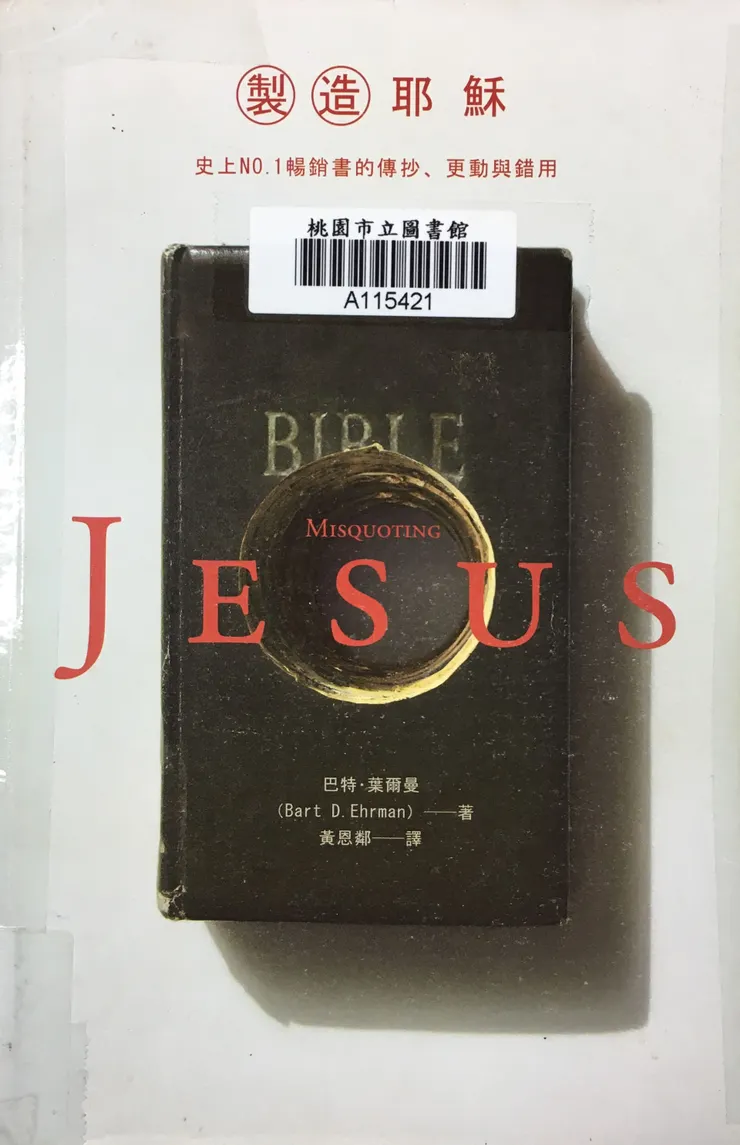 製造耶穌
史上NO.1暢銷書的傳抄、更動與錯用
桃園市立圖書館
A115421
BIBLE
MISQUOTING
JESUS
巴特·葉爾曼
(Bart D.Ehrman)——著
黃恩鄰——譯